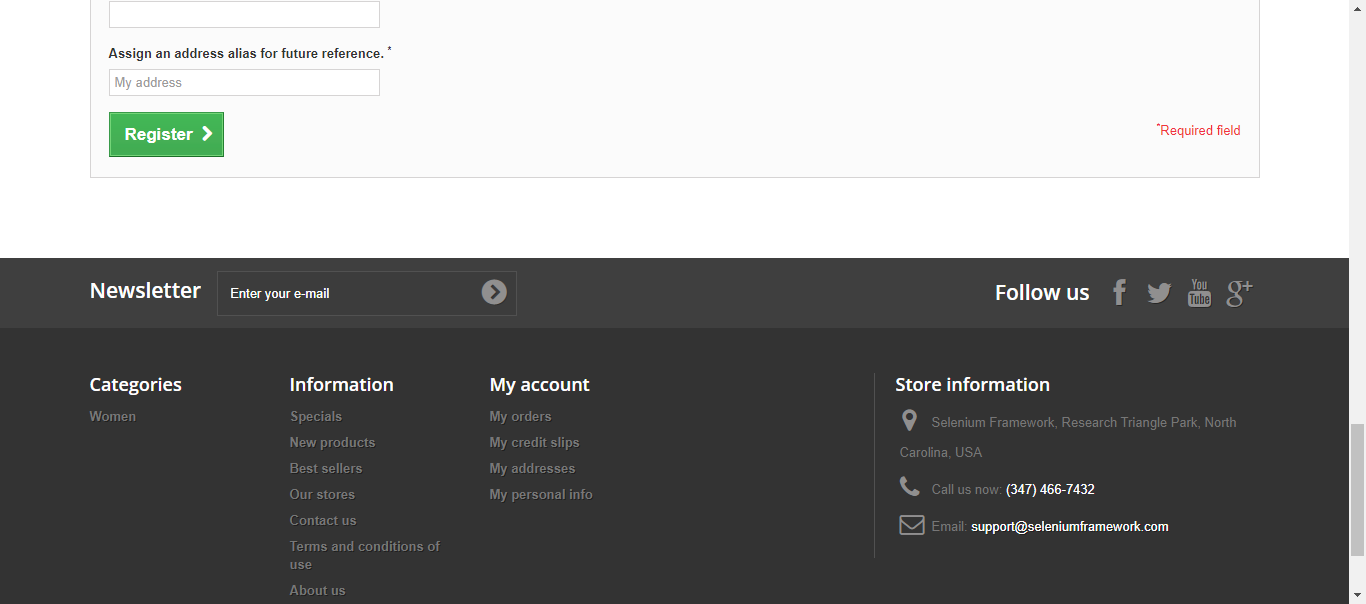 Assign an address alias for future reference. *
My address
Register
*Required field
Newsletter
Enter your e-mail
Follow us
You
Tube
g+
Categories
Women
Information
Specials
New products
Best sellers
Our stores
Contact us
Terms and conditions of
use
About us
My account
My orders
My credit slips
My addresses
My personal info
Store information
Selenium Framework, Research Triangle Park, North
Carolina, USA
Call us now: (347) 466-7432
Email: support@seleniumframework.com